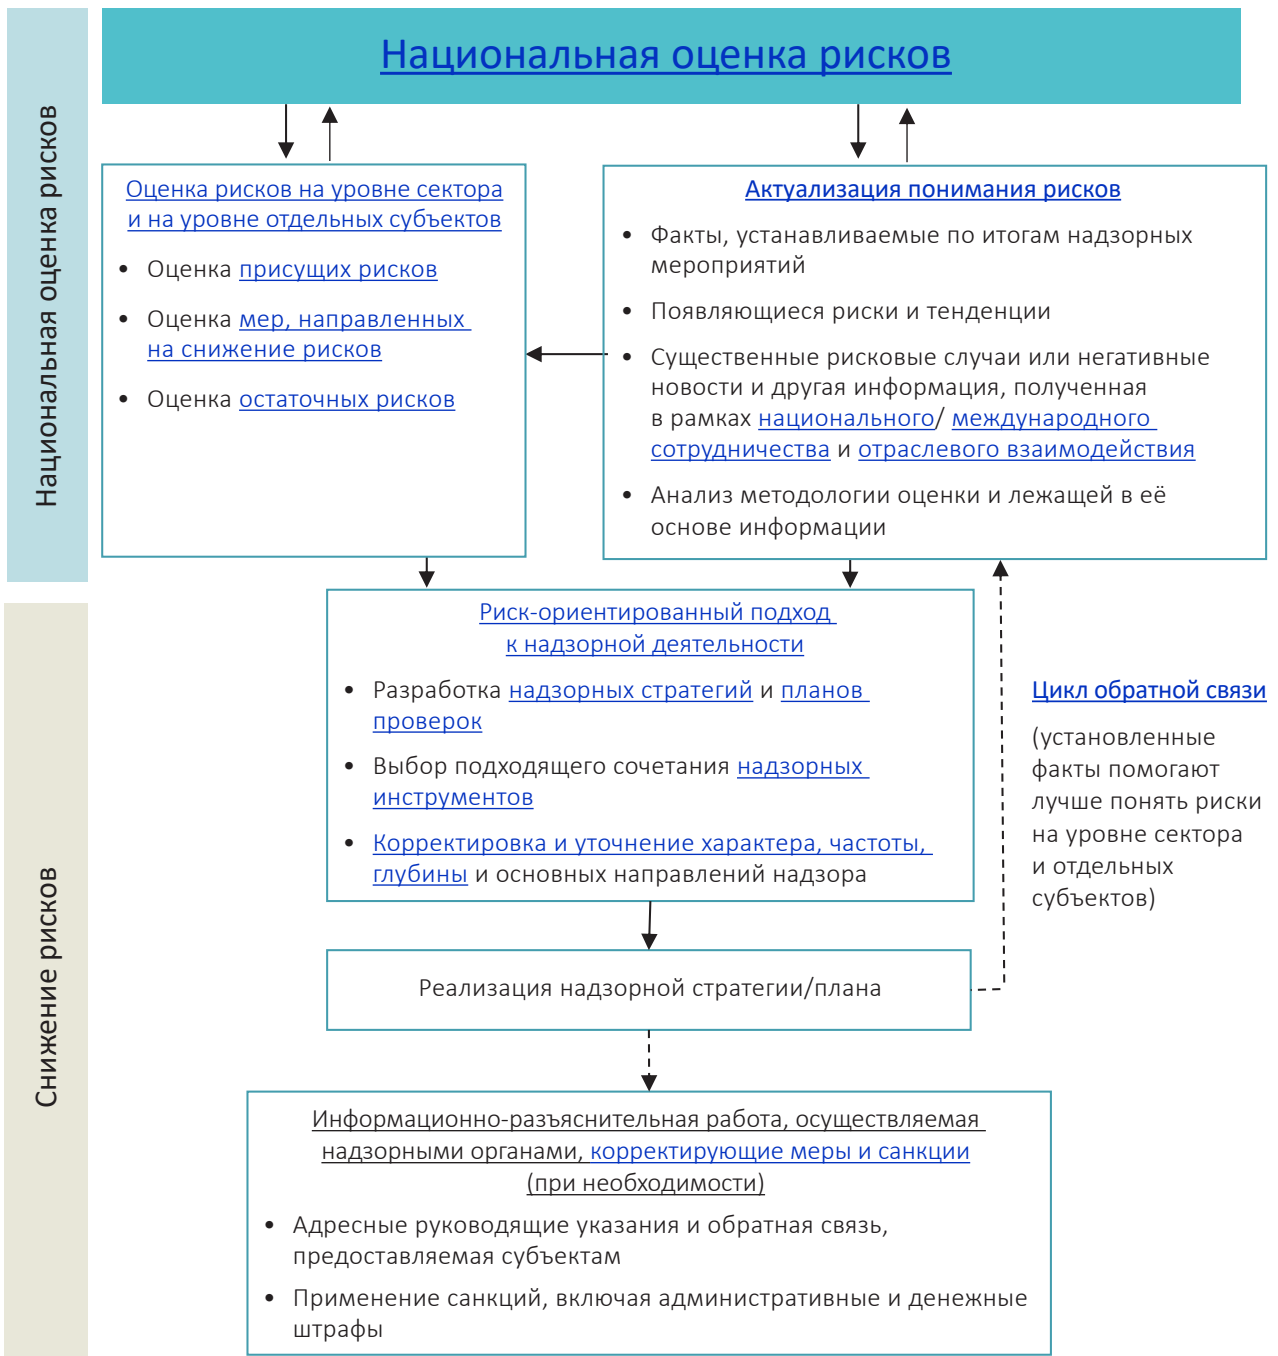 Национальная оценка рисков
Национальная оценка рисков
Оценка рисков на уровне сектора
и на уровне отдельных субъектов
• Оценка присущих рисков
• Оценка мер, направленных
на снижение рисков
• Оценка остаточных рисков
Актуализация понимания рисков
• Факты, устанавливаемые по итогам надзорных
мероприятий
• Появляющиеся риски и тенденции
• Существенные рисковые случаи или негативные
новости и другая информация, полученная
в рамках национального/ международного
сотрудничества и отраслевого взаимодействия
• Анализ методологии оценки и лежащей в её
основе информации
Снижение рисков
Риск-ориентированный подход
к надзорной деятельности
• Разработка надзорных стратегий и планов
проверок
• Выбор подходящего сочетания надзорных
инструментов
• Корректировка и уточнение характера, частоты,
глубины и основных направлений надзора
Цикл обратной связи
(установленные
факты помогают
лучше понять риски
на уровне сектора
и отдельных
субъектов)
Реализация надзорной стратегии/плана
Информационно-разъяснительная работа, осуществляемая
надзорными органами, корректирующие меры и санкции
(при необходимости)
• Адресные руководящие указания и обратная связь,
предоставляемая субъектам
• Применение санкций, включая административные и денежные
штрафы